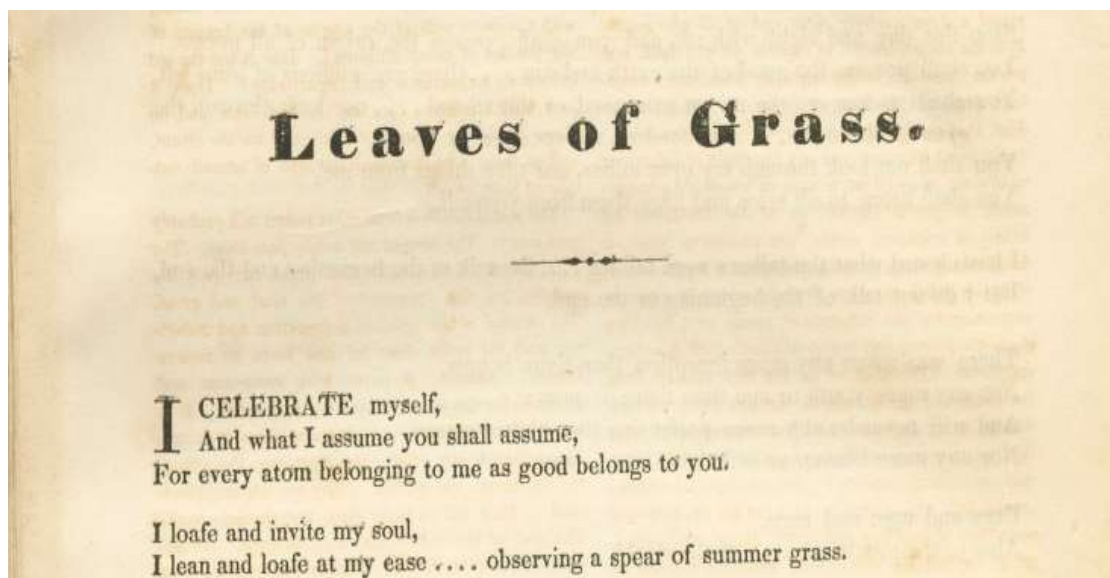 Leaves of Grass.
I CELEBRATE myself,
And what I assume you shall assume,
For every atom belonging to me as good belongs to you.
I loafe and invite my soul,
I lean and loafe at my ease .... observing a spear of summer grass.